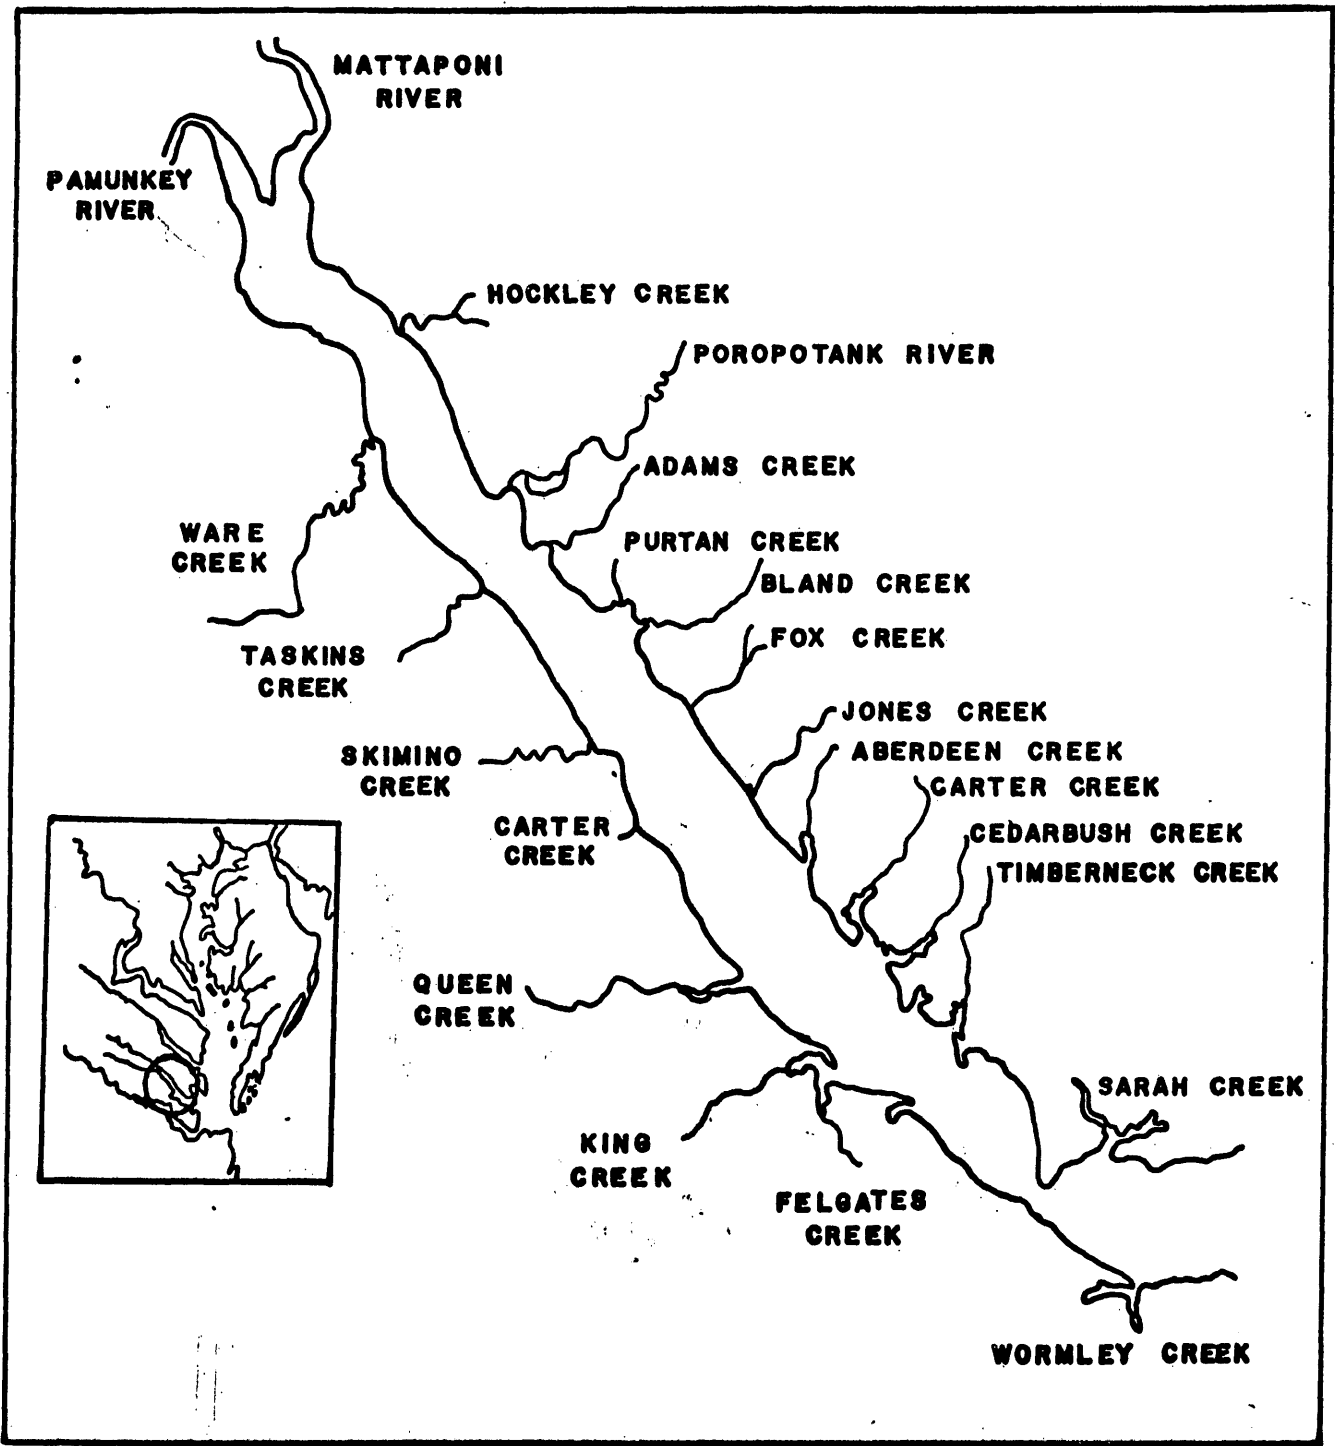 MATTAPONI
RIVER
PAMUNKEY
RIVER
HOCKLEY CREEK
POROPOTANK RIVER
ADAMS CREEK
WARE
CREEK
PURTAN CREEK
BLAND CREEK
FOX CREEK
TASKINS
CREEK
JONES CREEK
ABERDEEN CREEK
SKIMINO
CREEK
CARTER CREEK
CARTER
CREEK
CEDARBUSH CREEK
TIMBERNECK CREEK
QUEEN
CREEK
SARAH CREEK
KING
CREEK
FELGATES
CREEK
WORMLEY CREEK